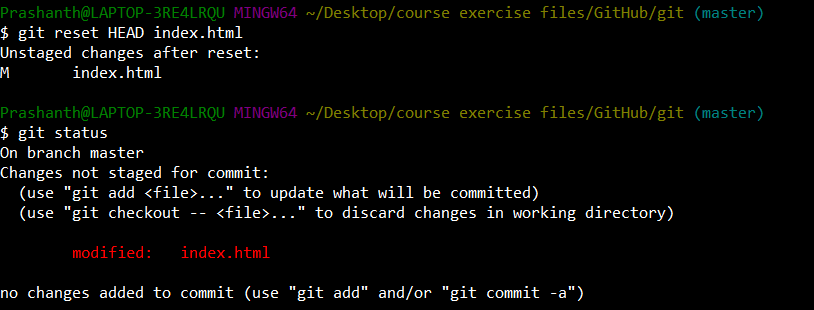 Prashanth@LAPTOP-3RE4LRQU MINGW64 ~/Desktop/course exercise files/GitHub/git (master)
$ git reset HEAD index.html
Unstaged changes after reset:
M       index.html

Prashanth@LAPTOP-3RE4LRQU MINGW64 ~/Desktop/course exercise files/GitHub/git (master)
$ git status
On branch master
Changes not staged for commit:
  (use "git add <file>..." to update what will be committed)
  (use "git checkout -- <file>..." to discard changes in working directory)

        modified:   index.html

no changes added to commit (use "git add" and/or "git commit -a")